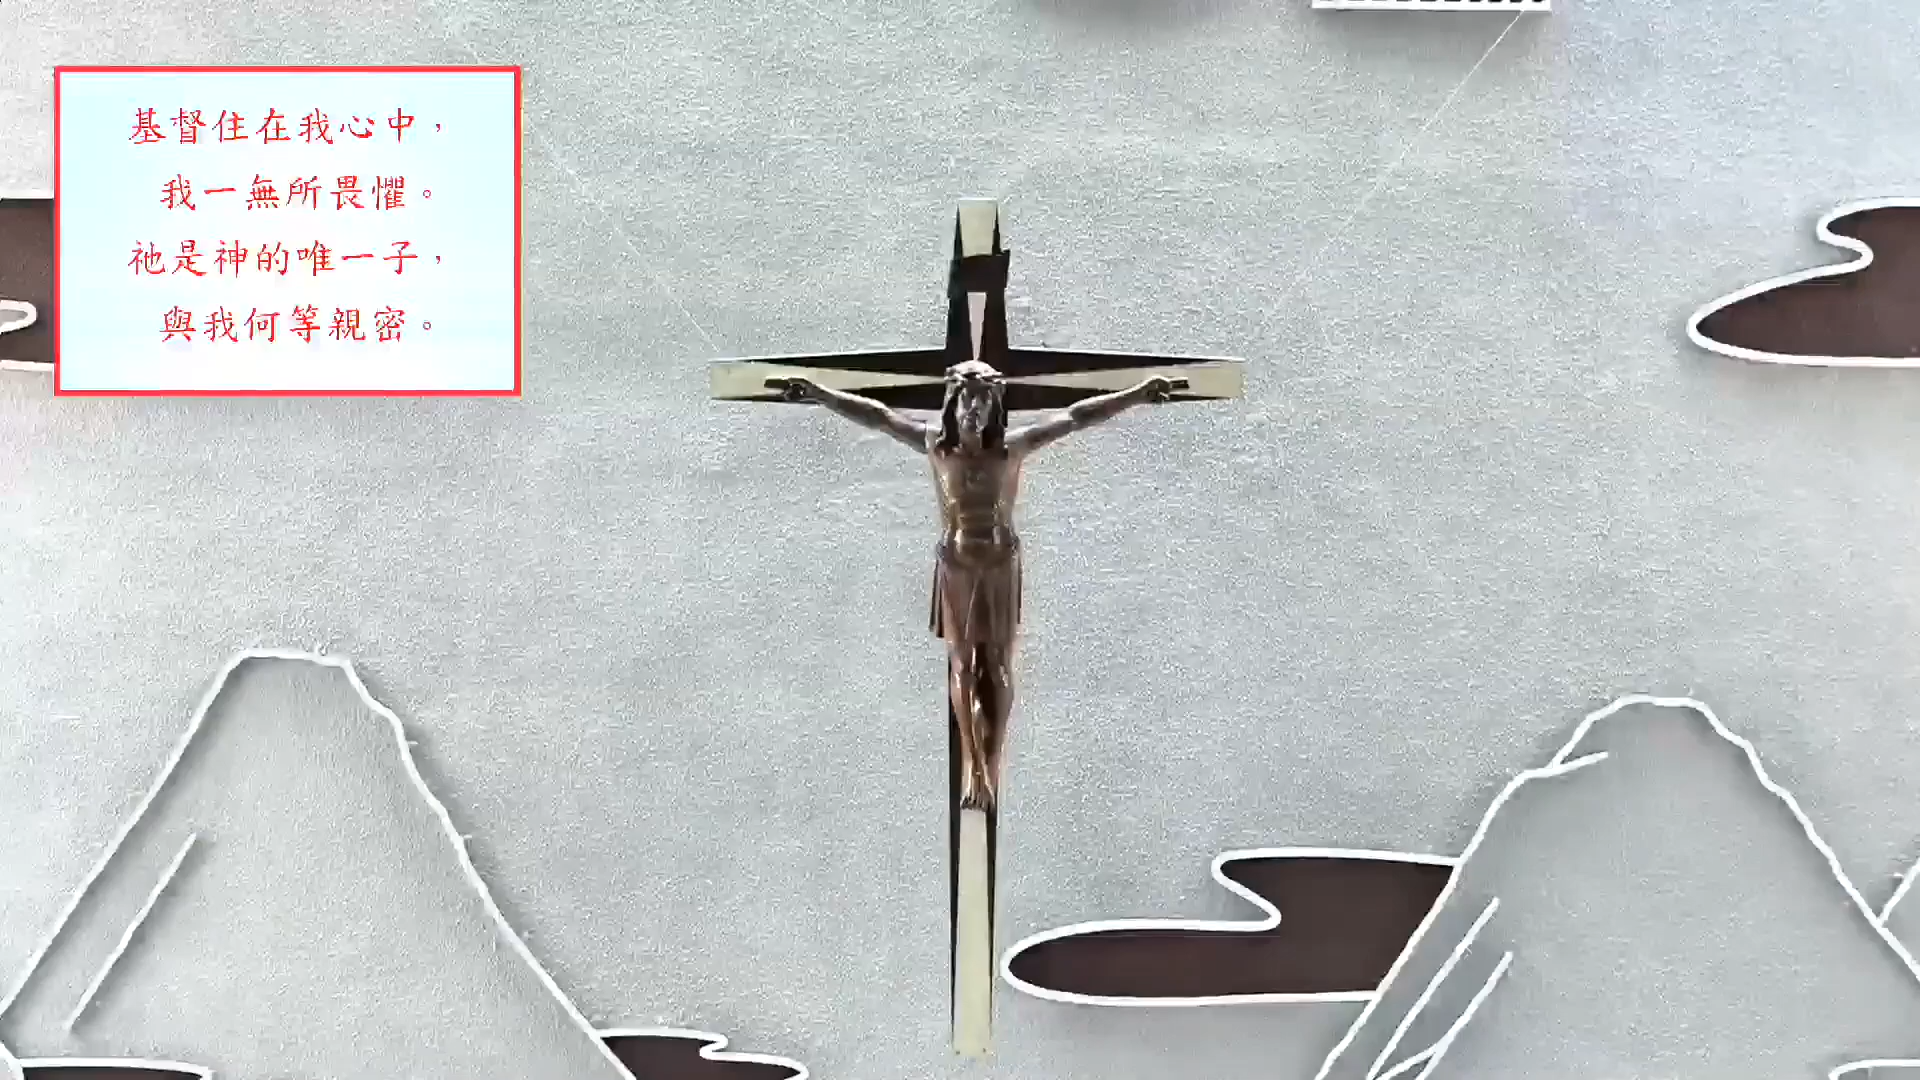 基督住在我心中，
我一無所畏懼。
祂是神的唯一子，
與我何等親密。